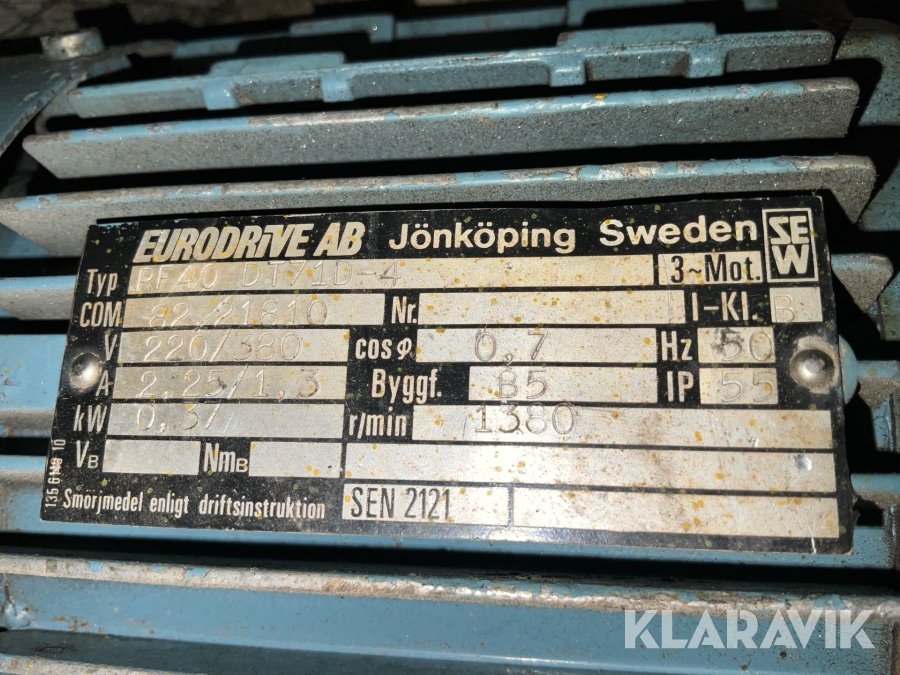 EURODRIVE AB Jönköping Sweden SEW
Typ RF40 DT71D-4 3~Mot.
COM 82/21810 Nr. I-Kl. B
V 220/380 cosφ 0,7 Hz 50
A 2,25/1,3 Byggf. B5 IP 55
kW 0,37 r/min 1380
VB NmB
Smörjmedel enligt driftsinstruktion SEN 2121
KLARAVIK